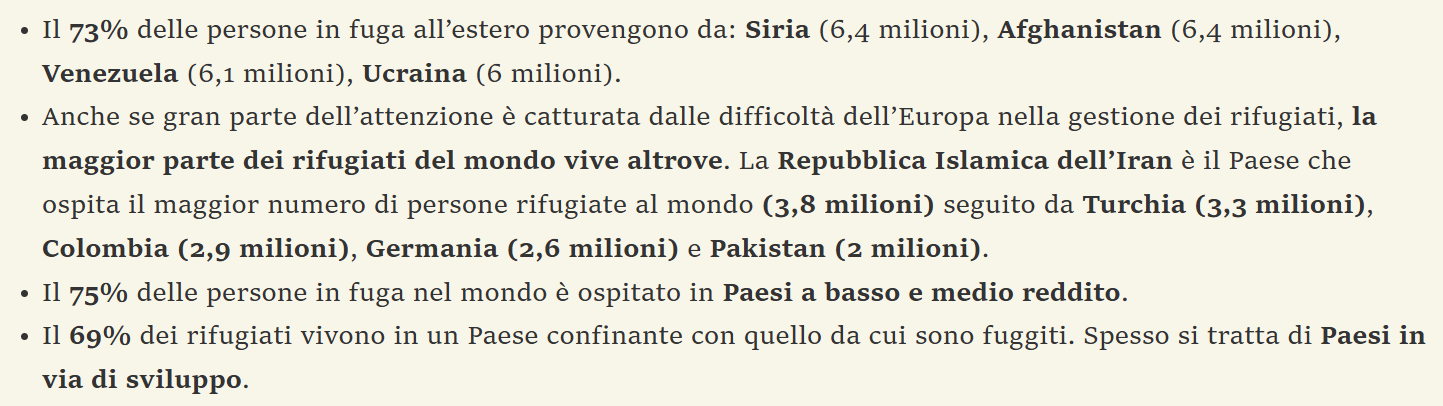 • Il 73% delle persone in fuga all’estero provengono da: Siria (6,4 milioni), Afghanistan (6,4 milioni),
Venezuela (6,1 milioni), Ucraina (6 milioni).
• Anche se gran parte dell’attenzione è catturata dalle difficoltà dell’Europa nella gestione dei rifugiati, la
maggior parte dei rifugiati del mondo vive altrove. La Repubblica Islamica dell’Iran è il Paese che
ospita il maggior numero di persone rifugiate al mondo (3,8 milioni) seguito da Turchia (3,3 milioni),
Colombia (2,9 milioni), Germania (2,6 milioni) e Pakistan (2 milioni).
• Il 75% delle persone in fuga nel mondo è ospitato in Paesi a basso e medio reddito.
• Il 69% dei rifugiati vivono in un Paese confinante con quello da cui sono fuggiti. Spesso si tratta di Paesi in
via di sviluppo.